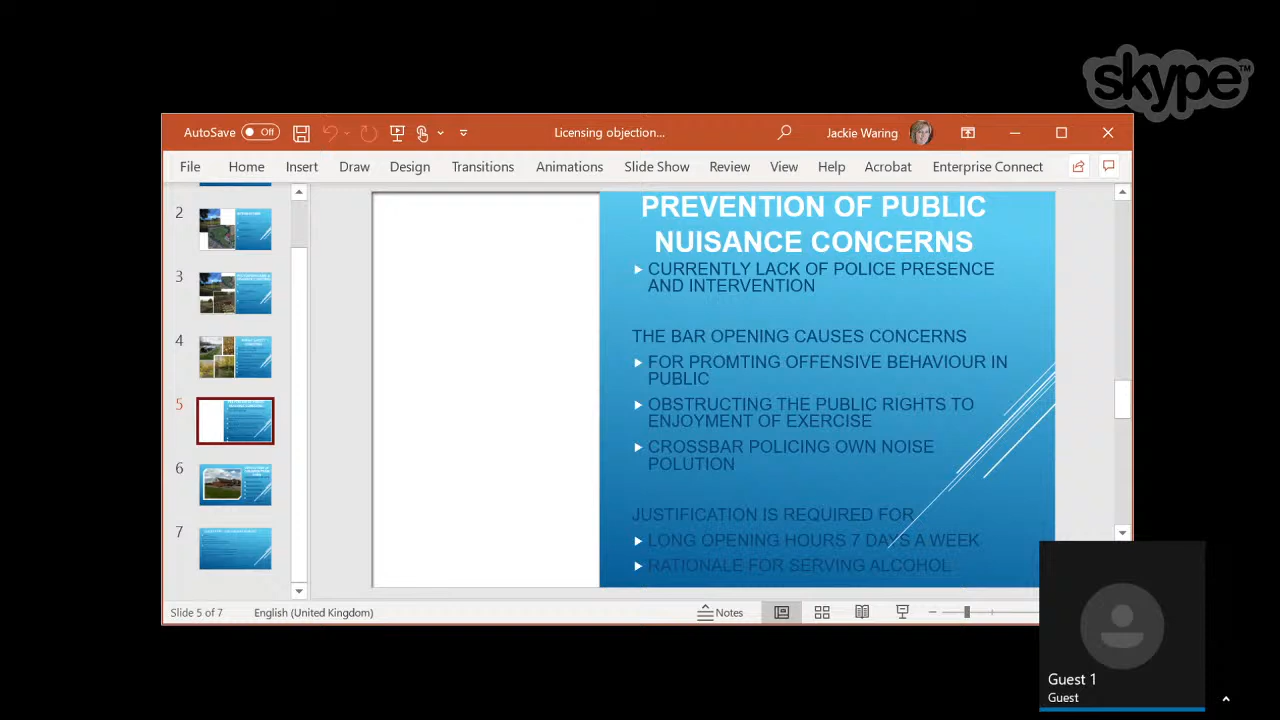 skype™
AutoSave Off Licensing objection... Jackie Waring
File Home Insert Draw Design Transitions Animations Slide Show Review View Help Acrobat Enterprise Connect
2
3
4
5
6
7
PREVENTION OF PUBLIC
NUISANCE CONCERNS
CURRENTLY LACK OF POLICE PRESENCE
AND INTERVENTION
THE BAR OPENING CAUSES CONCERNS
FOR PROMTING OFFENSIVE BEHAVIOUR IN
PUBLIC
OBSTRUCTING THE PUBLIC RIGHTS TO
ENJOYMENT OF EXERCISE
CROSSBAR POLICING OWN NOISE
POLUTION
JUSTIFICATION IS REQUIRED FOR
LONG OPENING HOURS 7 DAYS A WEEK
RATIONALE FOR SERVING ALCOHOL
Slide 5 of 7 English (United Kingdom) Notes
Guest 1
Guest